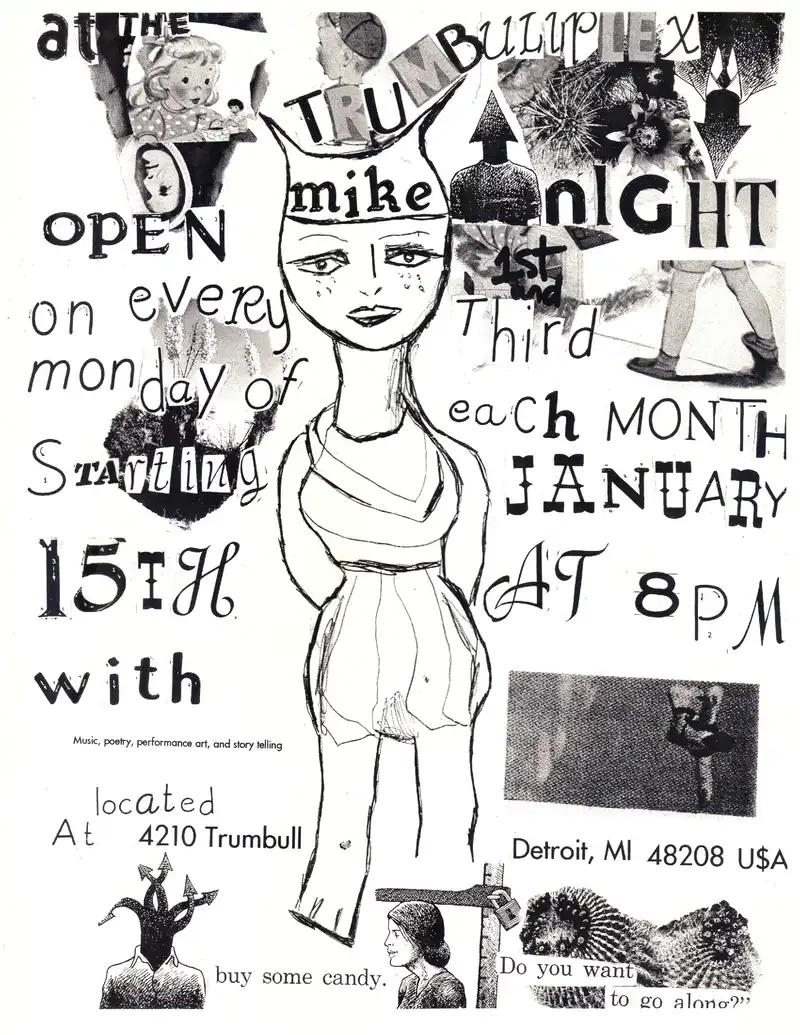 at THE TRUMBUllPLEX
OPEN mike NIGHT
on every 1st and Third
monday of each MONTH
STARting JANUARY
15TH AT 8PM
with
Music, poetry, performance art, and story telling
located
At 4210 Trumbull Detroit, MI 48208 U$A
buy some candy. Do you want
to go along?"